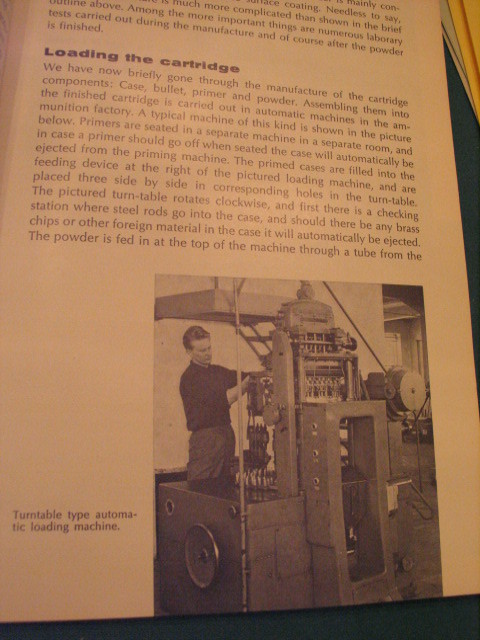 surface coating. Needless to say,
outline above. Among the more important things are numerous laboratory
tests carried out during the manufacture and of course after the powder
is finished.
Loading the cartridge
We have now briefly gone through the manufacture of the cartridge
components: Case, bullet, primer and powder. Assembling them into
the finished cartridge is carried out in automatic machines in the am-
munition factory. A typical machine of this kind is shown in the picture
below. Primers are seated in a separate machine in a separate room, and
in case a primer should go off when seated the case will automatically be
ejected from the priming machine. The primed cases are filled into the
feeding device at the right of the pictured loading machine, and are
placed three side by side in corresponding holes in the turn-table.
The pictured turn-table rotates clockwise, and first there is a checking
station where steel rods go into the case, and should there be any brass
chips or other foreign material in the case it will automatically be ejected.
The powder is fed in at the top of the machine through a tube from the
Turntable type automa-
tic loading machine.